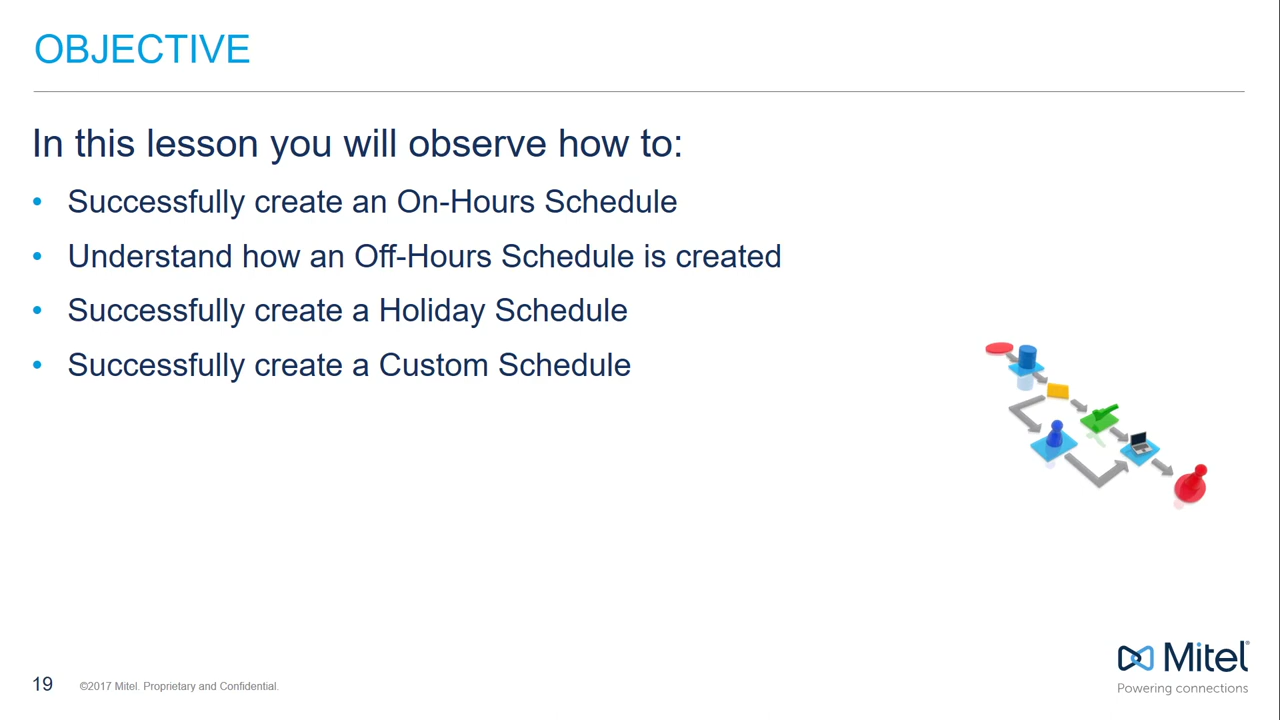 OBJECTIVE
In this lesson you will observe how to:
• Successfully create an On-Hours Schedule
• Understand how an Off-Hours Schedule is created
• Successfully create a Holiday Schedule
• Successfully create a Custom Schedule
Mitel®
Powering connections
19 ©2017 Mitel. Proprietary and Confidential.